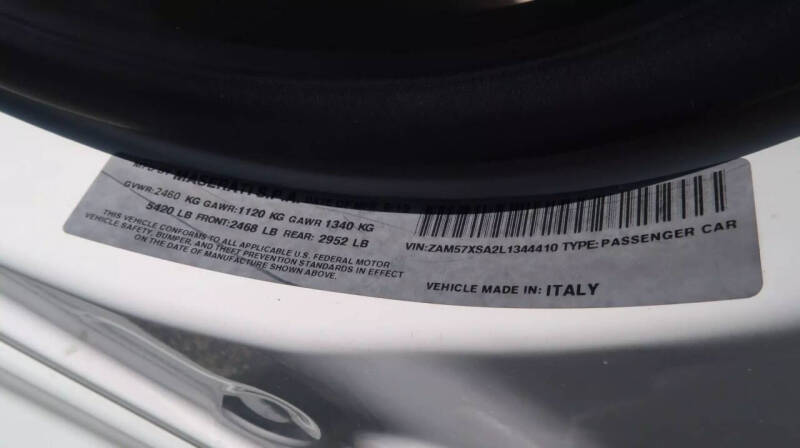 MASERATI S.P.A.
GVWR:2460 KG GAWR:1120 KG GAWR 1340 KG
5420 LB FRONT:2468 LB REAR: 2952 LB
THIS VEHICLE CONFORMS TO ALL APPLICABLE U.S. FEDERAL MOTOR
VEHICLE SAFETY, BUMPER, AND THEFT PREVENTION STANDARDS IN EFFECT
ON THE DATE OF MANUFACTURE SHOWN ABOVE.
VIN:ZAM57XSA2L1344410 TYPE:PASSENGER CAR
VEHICLE MADE IN: ITALY